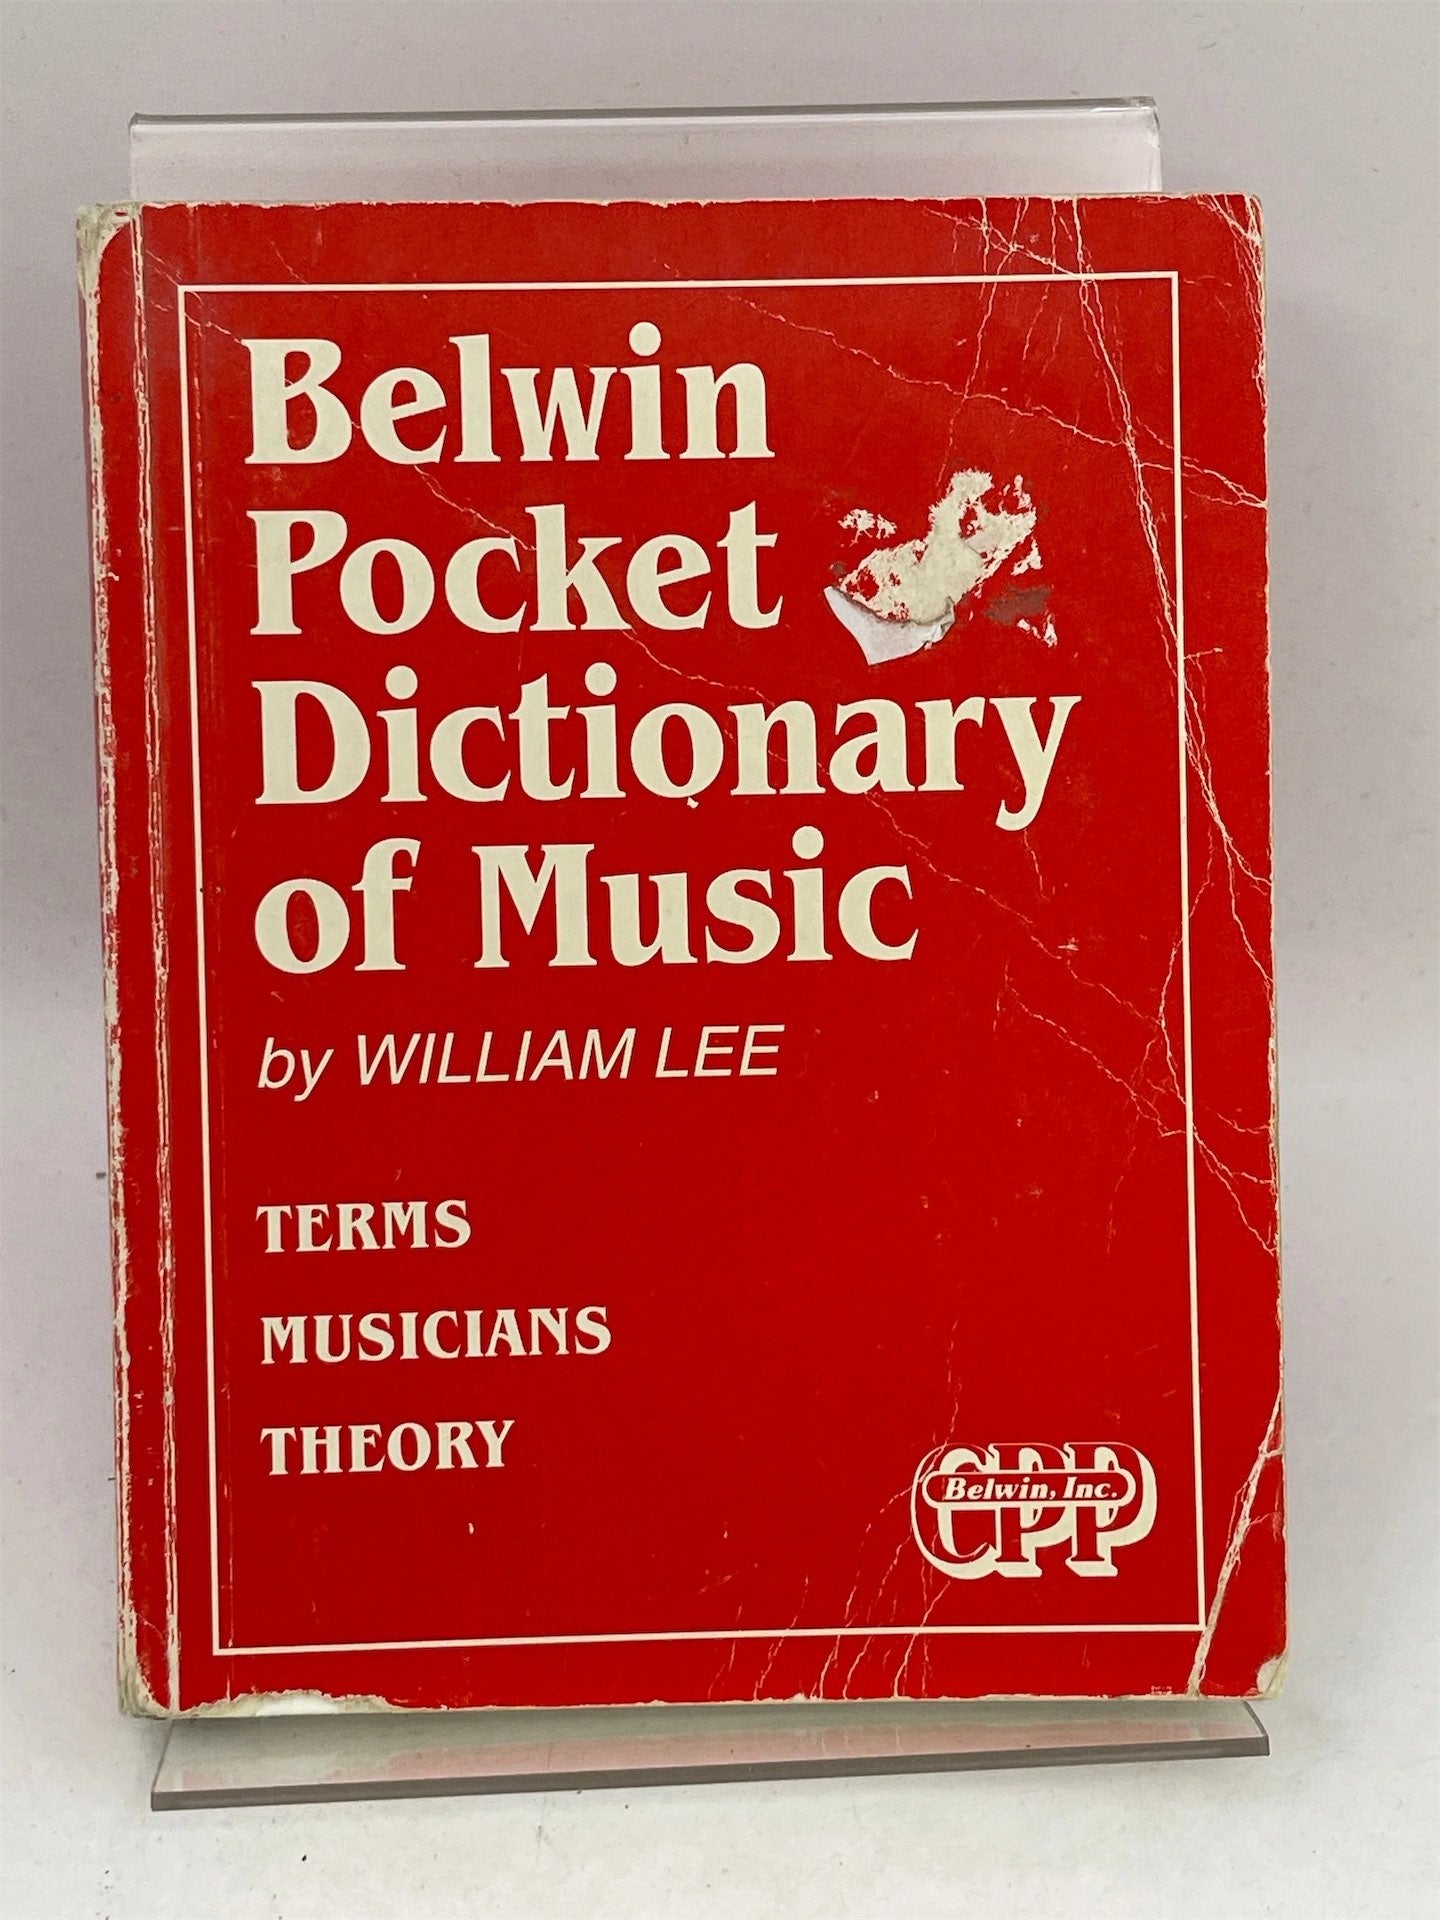 Belwin
Pocket
Dictionary
of Music
by WILLIAM LEE
TERMS
MUSICIANS
THEORY
CPP
Belwin, Inc.